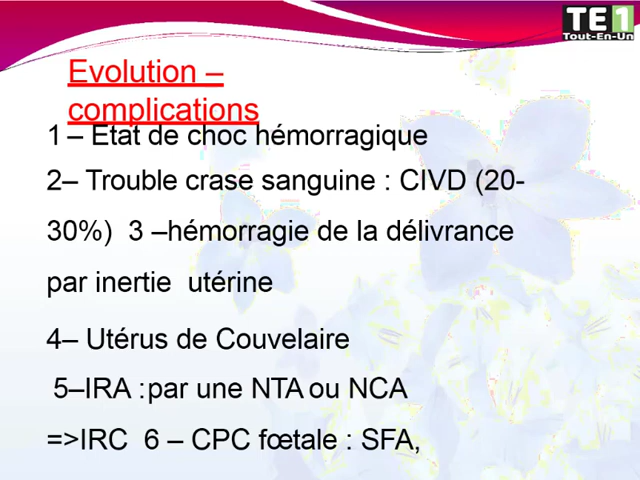 TE1
Tout-En-Un
Evolution –
complications
1 – Etat de choc hémorragique
2– Trouble crase sanguine : CIVD (20-
30%) 3 –hémorragie de la délivrance
par inertie utérine
4– Utérus de Couvelaire
5–IRA :par une NTA ou NCA
=>IRC 6 – CPC fœtale : SFA,